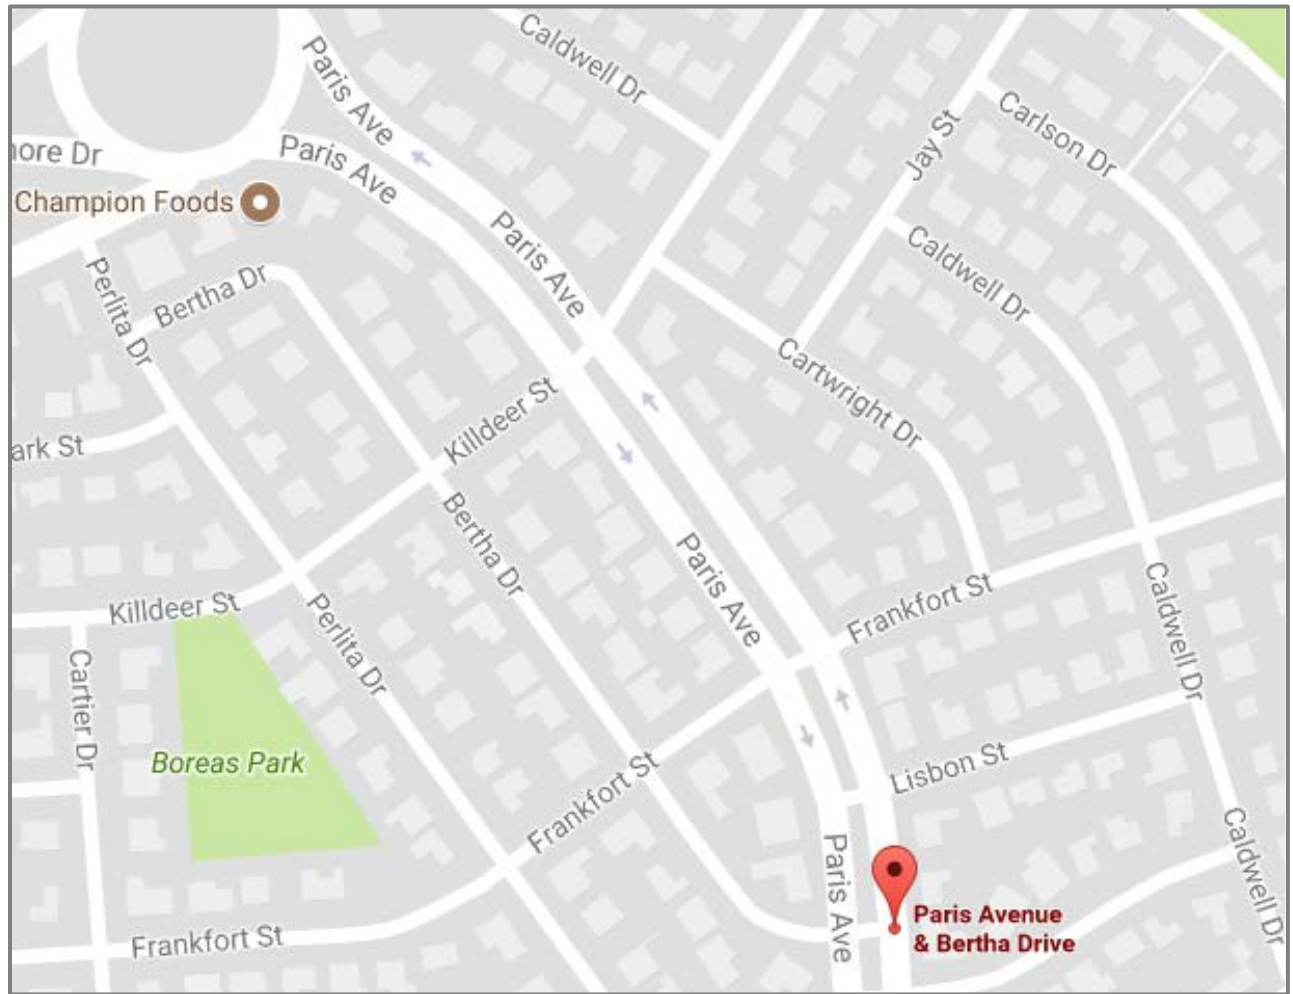 Caldwell Dr
Paris Ave
Carlson Dr
Jay St
ore Dr
Paris Ave
Champion Foods
Paris Ave
Caldwell Dr
Perlita Dr
Bertha Dr
Cartwright Dr
Killdeer St
ark St
Bertha Dr
Paris Ave
Frankfort St
Killdeer St
Perlita Dr
Caldwell Dr
Cartier Dr
Boreas Park
Lisbon St
Frankfort St
Caldwell Dr
Paris Ave
Paris Avenue
& Bertha Drive
Frankfort St